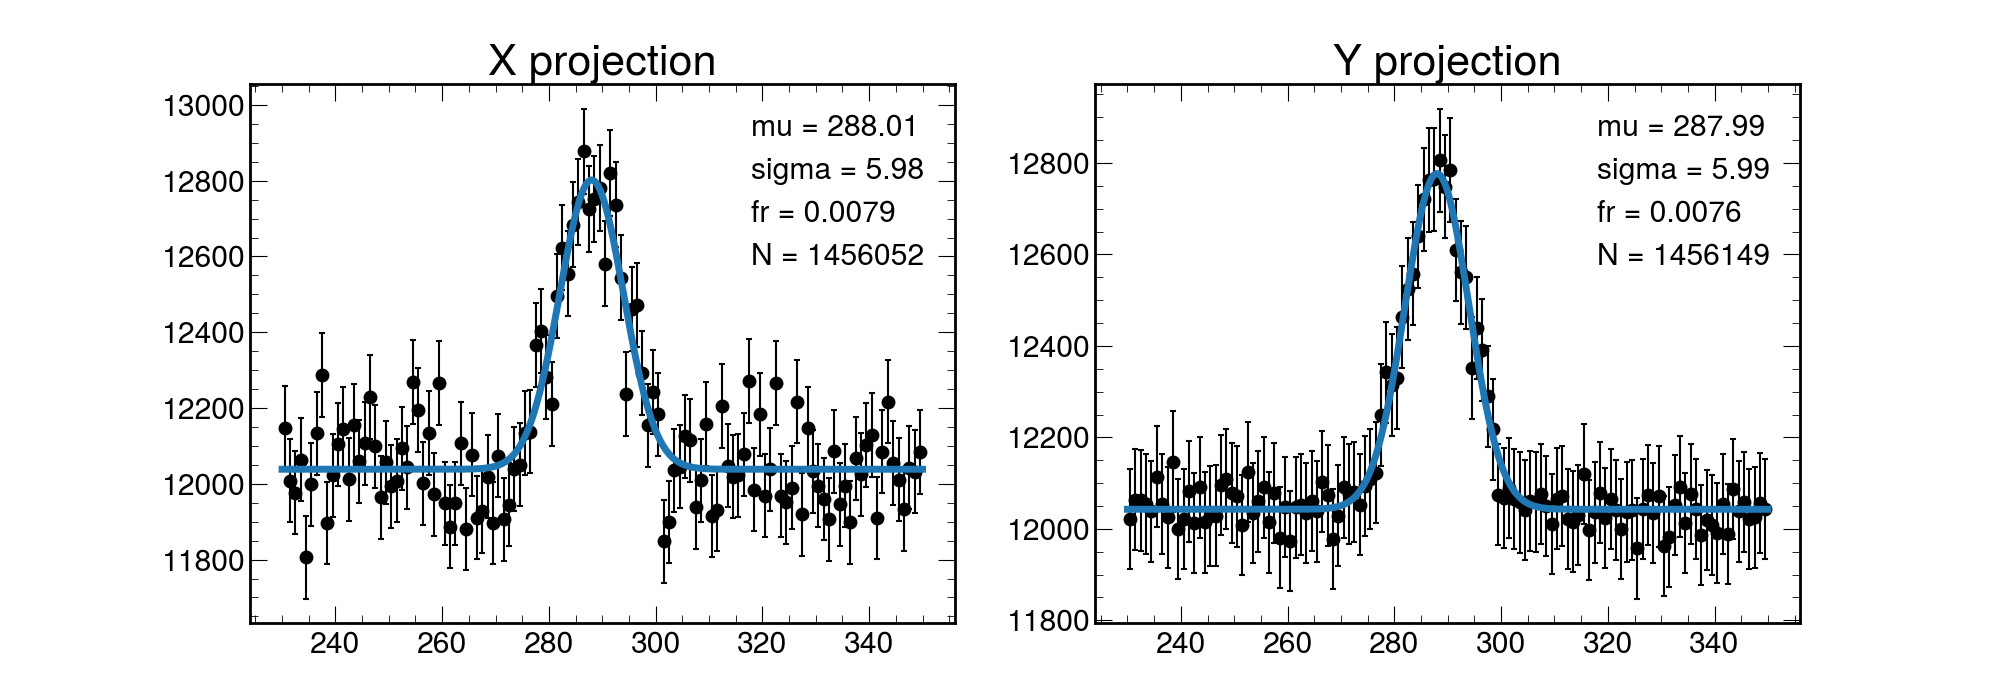 X projection
13000
12800
12600
12400
12200
12000
11800
240 260 280 300 320 340
mu = 288.01
sigma = 5.98
fr = 0.0079
N = 1456052
Y projection
12800
12600
12400
12200
12000
11800
240 260 280 300 320 340
mu = 287.99
sigma = 5.99
fr = 0.0076
N = 1456149